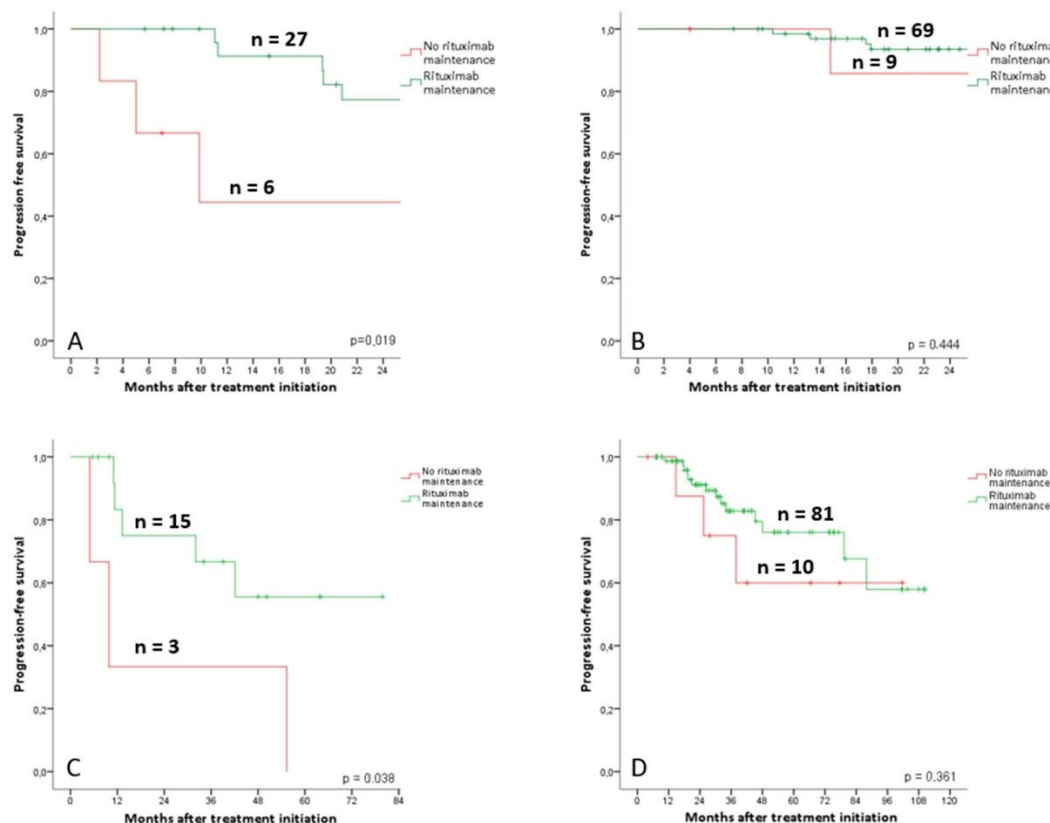 1,0
0,8
0,6
0,4
0,2
0,0
Progression free survival
n = 27
n = 6
No rituximab
maintenance
Rituximab
maintenance
A
p=0,019
0 2 4 6 8 10 12 14 16 18 20 22 24
Months after treatment initiation
1,0
0,8
0,6
0,4
0,2
0,0
Progression-free survival
n = 69
n = 9
No rituxima
maintenanc
Rituximab
maintenanc
B
p = 0.444
0 2 4 6 8 10 12 14 16 18 20 22 24
Months after treatment initiation
1,0
0,8
0,6
0,4
0,2
0,0
Progression-free survival
n = 15
n = 3
No rituximab
maintenance
Rituximab
maintenance
C
p = 0.038
0 12 24 36 48 60 72 84
Months after treatment initiation
1,0
0,8
0,6
0,4
0,2
0,0
Progression-free survival
n = 81
n = 10
No rituximab
maintenance
Rituximab
maintenance
D
p = 0.361
0 12 24 36 48 60 72 84 96 108 120
Months after treatment initiation